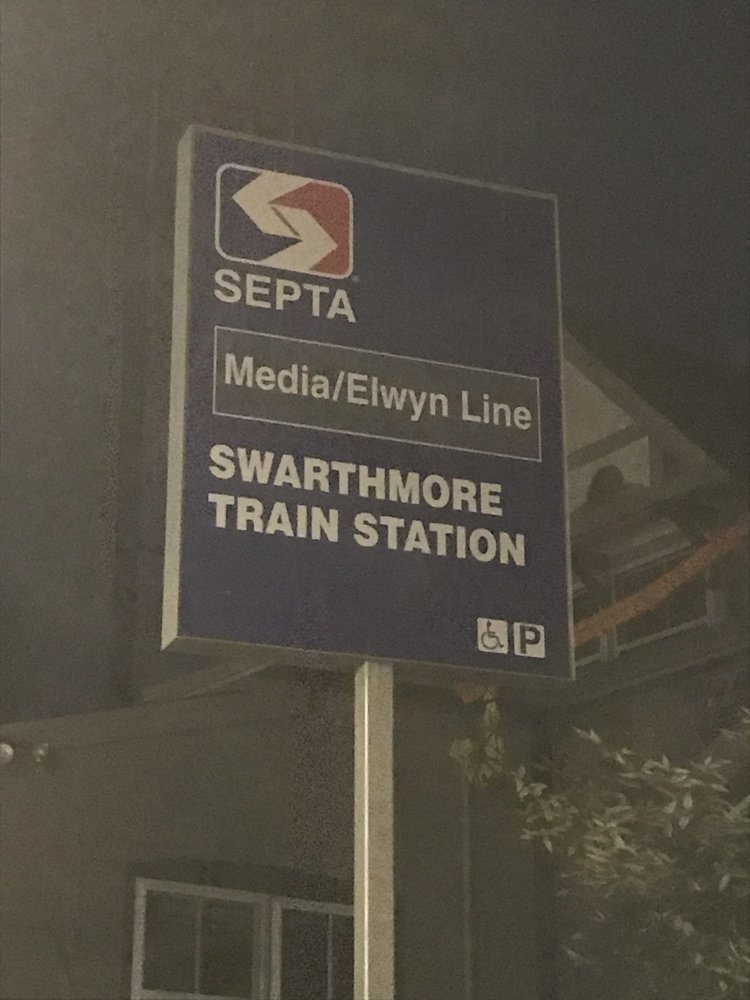 SEPTA
Media/Elwyn Line
SWARTHMORE
TRAIN STATION
P